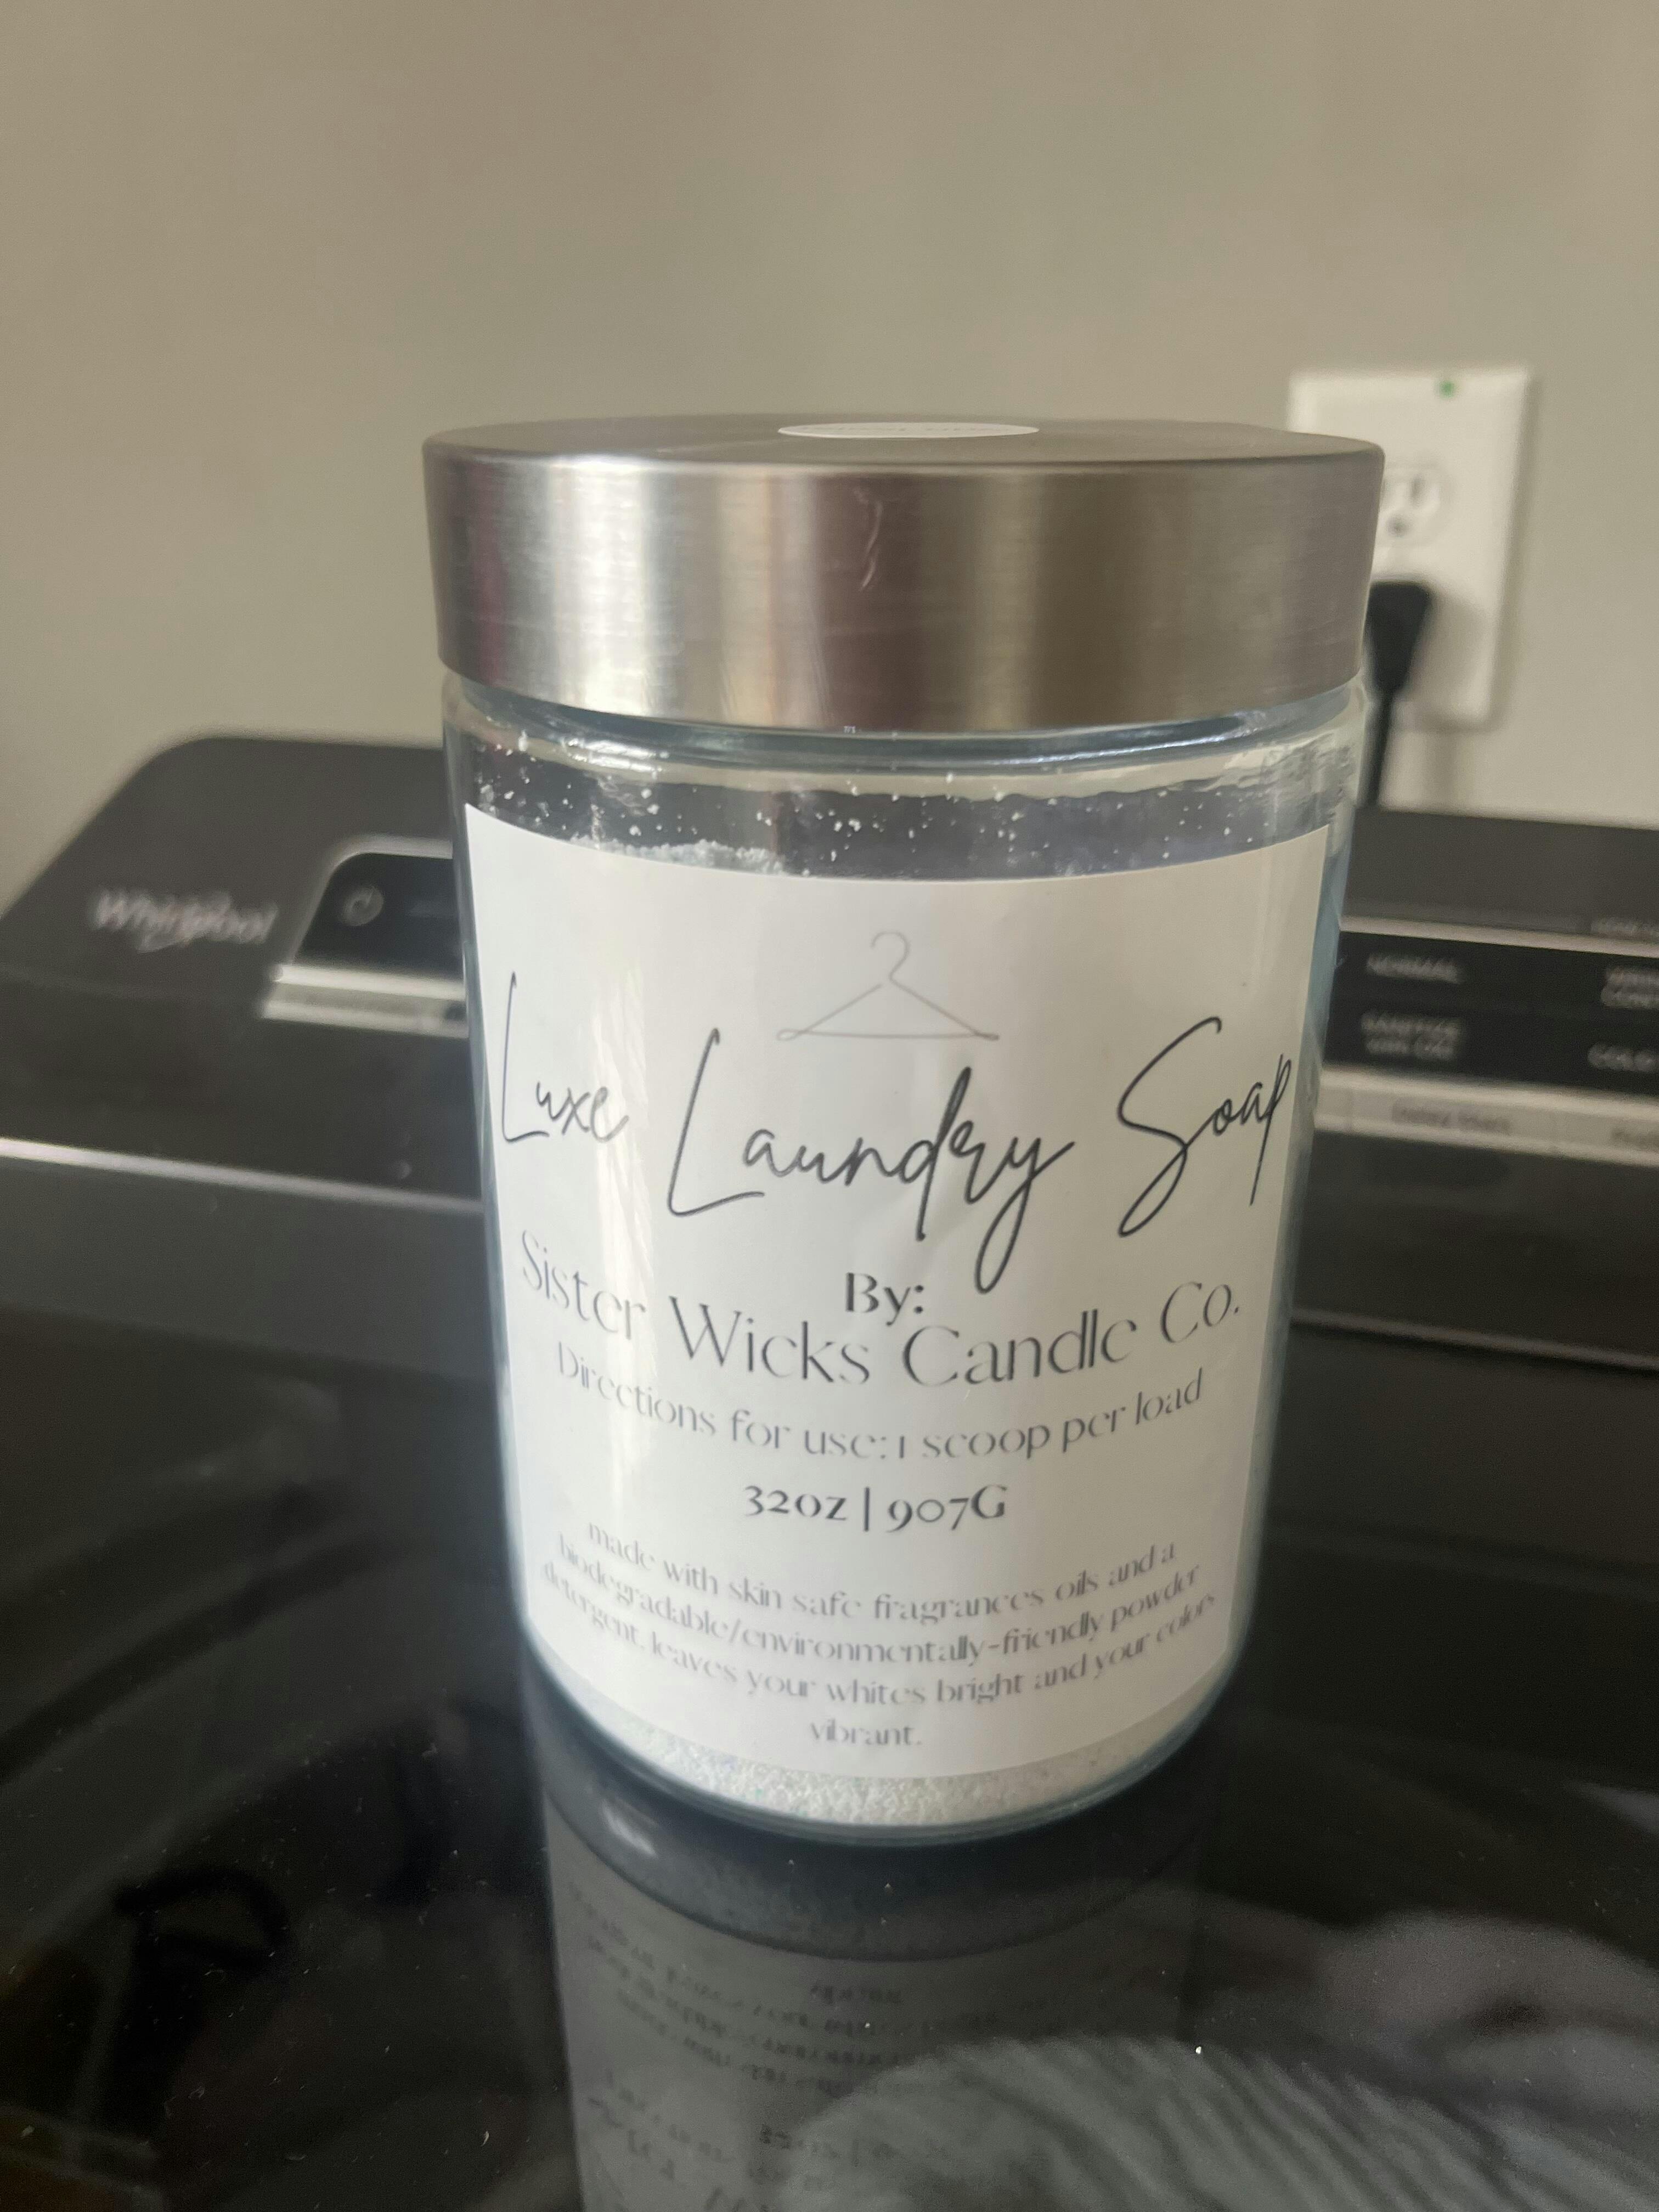 Whirlpool
NORMAL
SANITIZE
Luxe Laundry Soap
By:
Sister Wicks Candle Co.
Directions for use: 1 scoop per load
32oz | 907G
made with skin safe fragrances oils and a
biodegradable/environmentally-friendly powder
detergent, leaves your whites bright and your colors
vibrant.